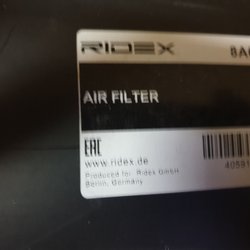 RIDEX
AIR FILTER
EAC
www.ridex.de
Produced for Ridex GmbH
Berlin, Germany